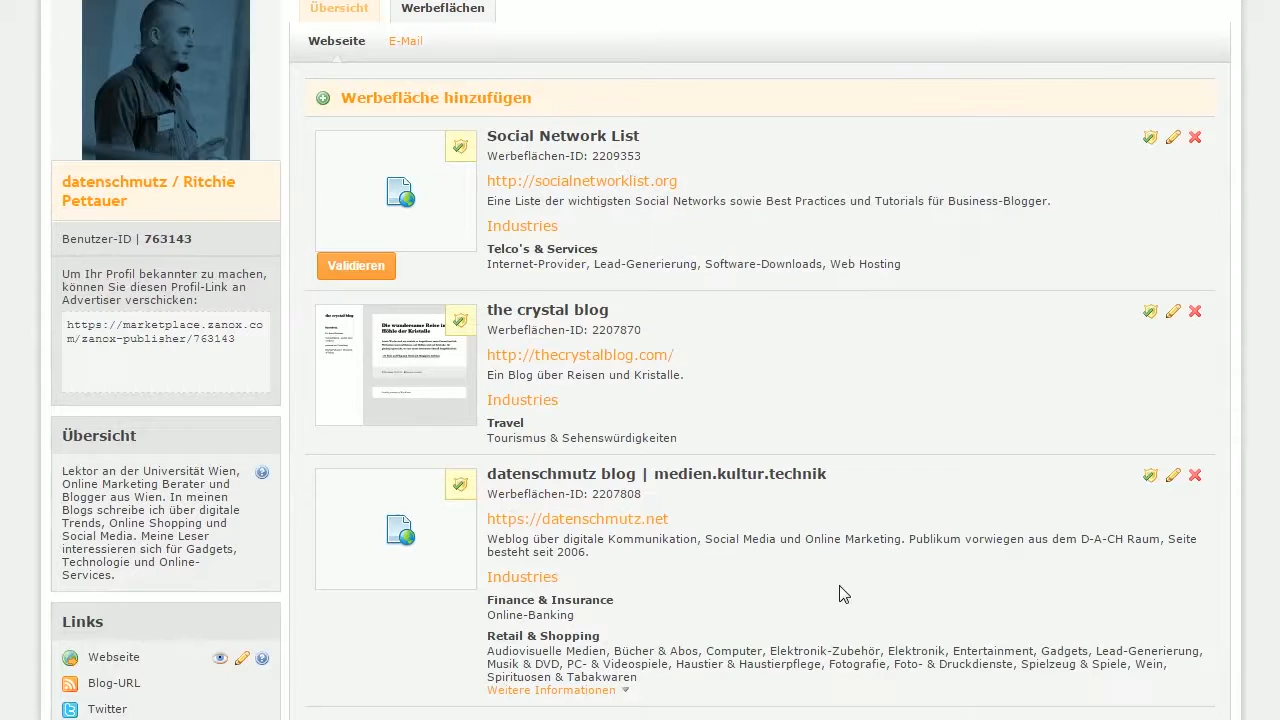 Übersicht
Werbeflächen
Webseite
E-Mail
Werbefläche hinzufügen
datenschmutz / Ritchie
Pettauer
Benutzer-ID | 763143
Um Ihr Profil bekannter zu machen,
können Sie diesen Profil-Link an
Advertiser verschicken:
https://marketplace.zanox.co
m/zanox-publisher/763143
Übersicht
Lektor an der Universität Wien,
Online Marketing Berater und
Blogger aus Wien. In meinen
Blogs schreibe ich über digitale
Trends, Online Shopping und
Social Media. Meine Leser
interessieren sich für Gadgets,
Technologie und Online-
Services.
Links
Webseite
Blog-URL
Twitter
Social Network List
Werbeflächen-ID: 2209353
http://socialnetworklist.org
Eine Liste der wichtigsten Social Networks sowie Best Practices und Tutorials für Business-Blogger.
Industries
Telco's & Services
Internet-Provider, Lead-Generierung, Software-Downloads, Web Hosting
Validieren
the crystal blog
Werbeflächen-ID: 2207870
http://thecrystalblog.com/
Ein Blog über Reisen und Kristalle.
Industries
Travel
Tourismus & Sehenswürdigkeiten
the crystal blog
Die wundersame Reise in
Höhle der Kristalle
datenschmutz blog | medien.kultur.technik
Werbeflächen-ID: 2207808
https://datenschmutz.net
Weblog über digitale Kommunikation, Social Media und Online Marketing. Publikum vorwiegen aus dem D-A-CH Raum, Seite
besteht seit 2006.
Industries
Finance & Insurance
Online-Banking
Retail & Shopping
Audiovisuelle Medien, Bücher & Abos, Computer, Elektronik-Zubehör, Elektronik, Entertainment, Gadgets, Lead-Generierung,
Musik & DVD, PC- & Videospiele, Haustier & Haustierpflege, Fotografie, Foto- & Druckdienste, Spielzeug & Spiele, Wein,
Spirituosen & Tabakwaren
Weitere Informationen